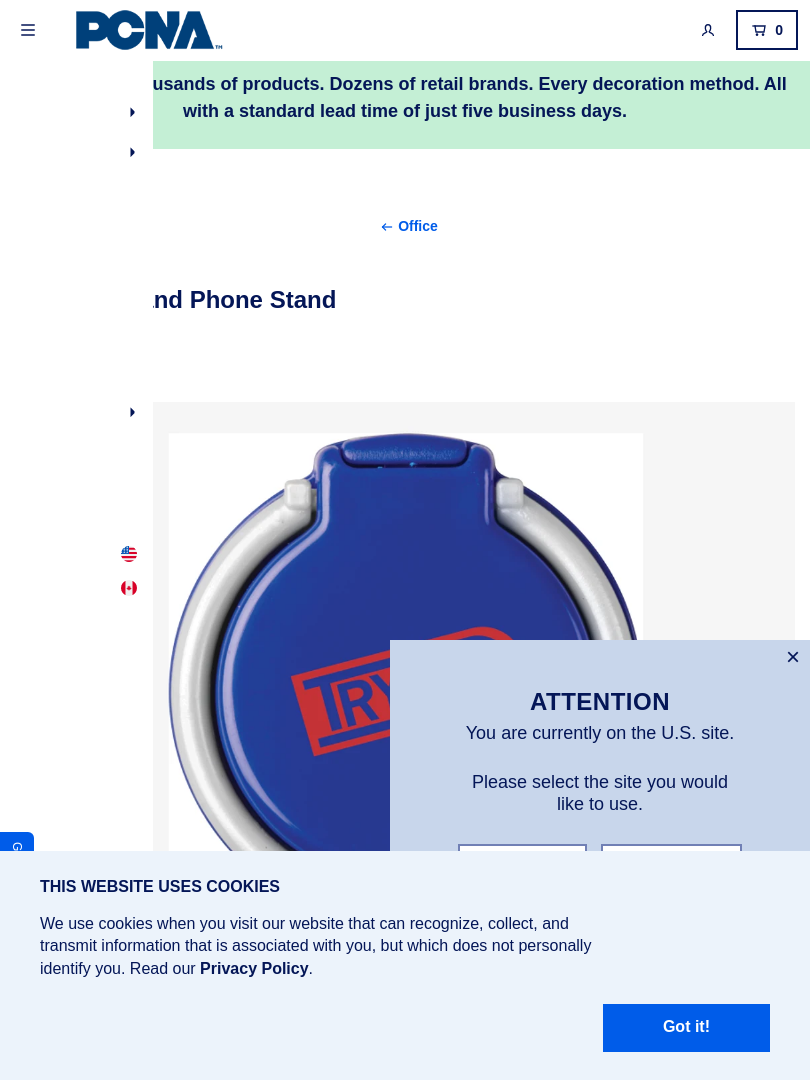 PCNA™
0
usands of products. Dozens of retail brands. Every decoration method. All
with a standard lead time of just five business days.
← Office
nd Phone Stand
ATTENTION
You are currently on the U.S. site.
Please select the site you would
like to use.
THIS WEBSITE USES COOKIES
We use cookies when you visit our website that can recognize, collect, and
transmit information that is associated with you, but which does not personally
identify you. Read our Privacy Policy.
Got it!